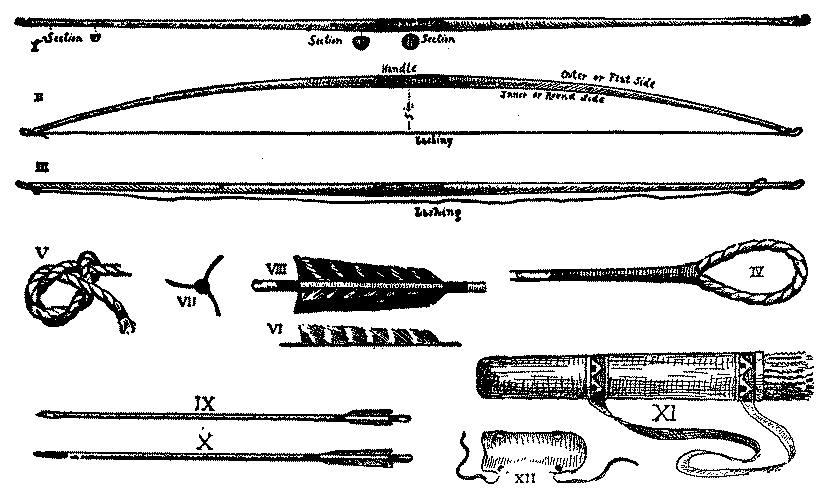 I
Section
Section
Section
II
Handle
Outer or Flat Side
Inner or Round Side
Lashing
III
Lashing
V
VII
VIII
IV
VI
IX
X
XI
XII